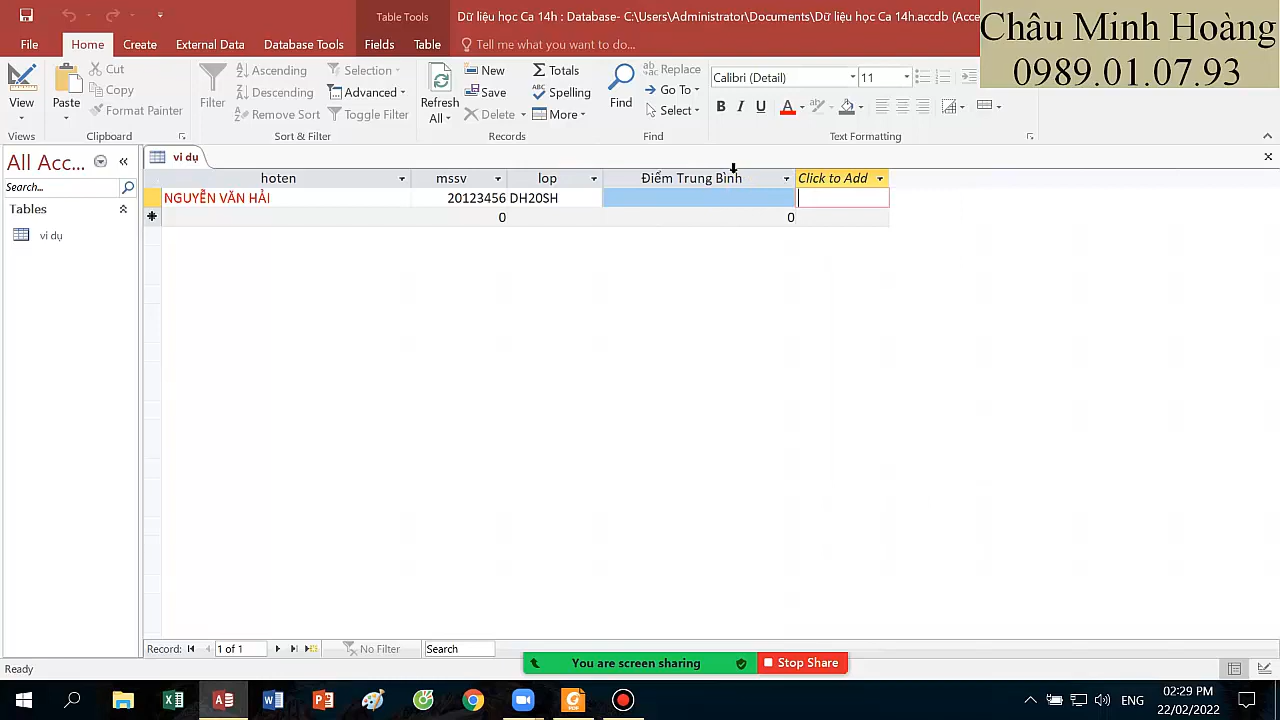 Table Tools
Dữ liệu học Ca 14h : Database- C:\Users\Administrator\Documents\Dữ liệu học Ca 14h.accdb (Acce
Châu Minh Hoàng
0989.01.07.93
File Home Create External Data Database Tools Fields Table Tell me what you want to do...
View
Views
Paste
Cut
Copy
Format Painter
Clipboard
Filter
Ascending
Descending
Remove Sort
Selection
Advanced
Toggle Filter
Sort & Filter
Refresh All
New
Save
Delete
Totals
Spelling
More
Records
Find
Replace
Go To
Select
Find
Calibri (Detail) 11
B I U A
Text Formatting
All Acc...
Search...
Tables
ví dụ
ví dụ
hoten mssv lop Điểm Trung Bình Click to Add
NGUYỄN VĂN HẢI 20123456 DH20SH
0 0
Record: 1 of 1 No Filter Search
You are screen sharing Stop Share
Ready
ENG
02:29 PM
22/02/2022